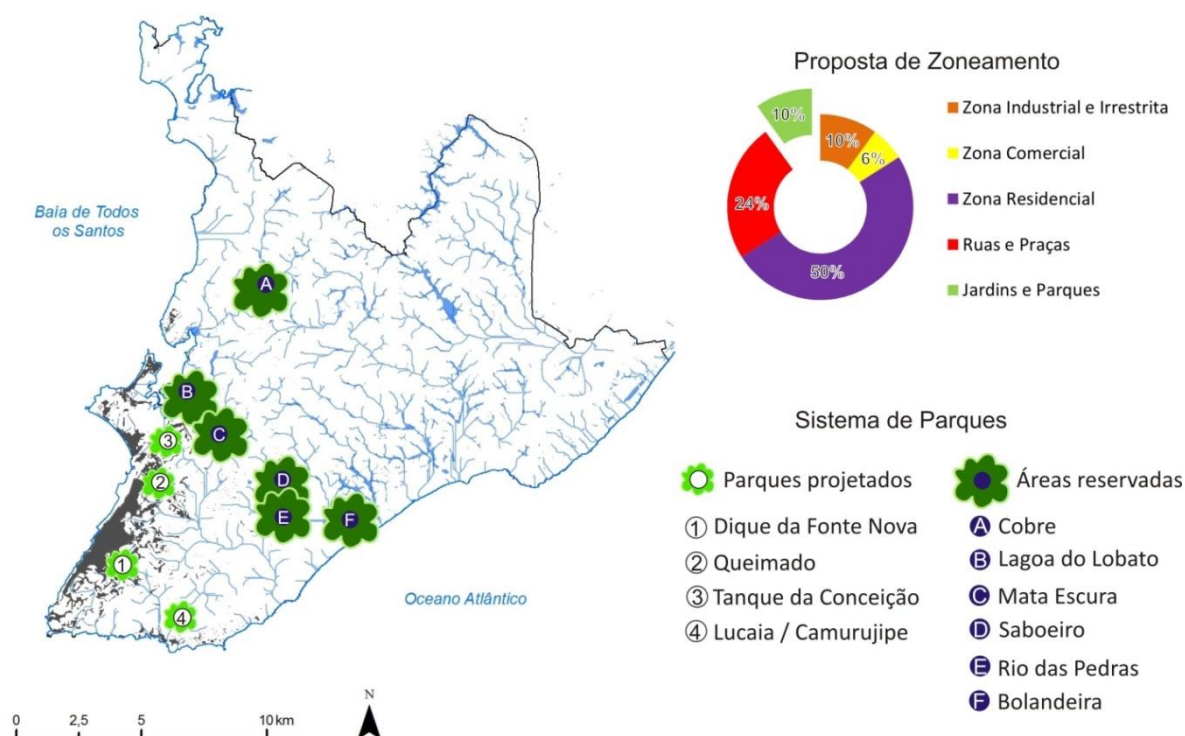 Baía de Todos
os Santos
A
B
C
D
E
F
3
2
1
4
Oceano Atlântico
0 2,5 5 10 km
N
Proposta de Zoneamento
10%
10%
6%
24%
50%
Zona Industrial e Irrestrita
Zona Comercial
Zona Residencial
Ruas e Praças
Jardins e Parques
Sistema de Parques
Parques projetados
1 Dique da Fonte Nova
2 Queimado
3 Tanque da Conceição
4 Lucaia / Camurujipe
Áreas reservadas
A Cobre
B Lagoa do Lobato
C Mata Escura
D Saboeiro
E Rio das Pedras
F Bolandeira